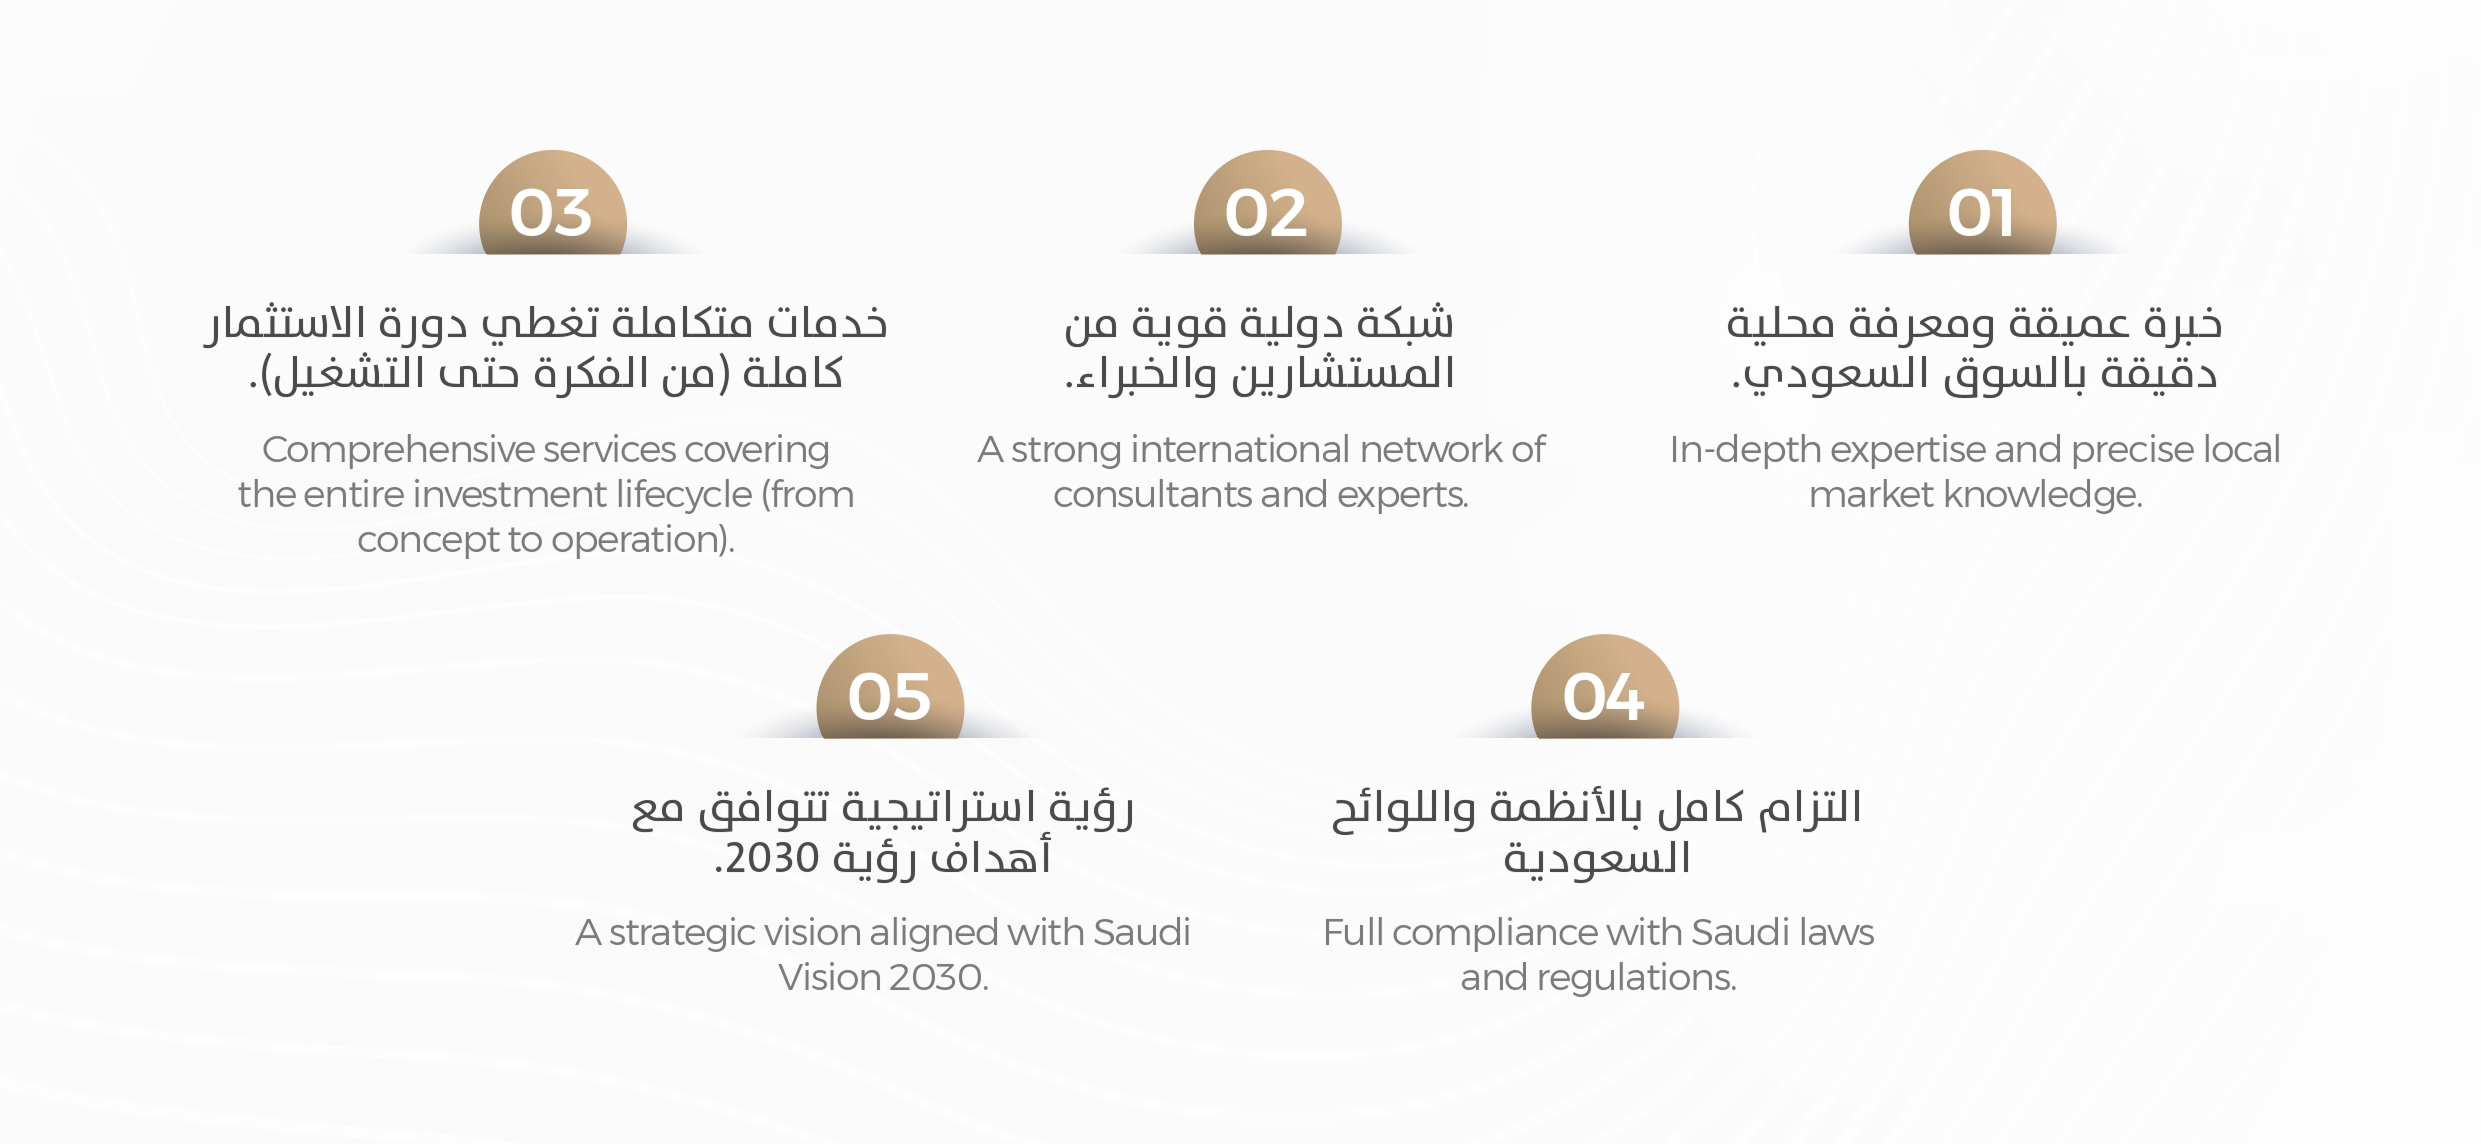 01
خبرة عميقة ومعرفة محلية
دقيقة بالسوق السعودي.
In-depth expertise and precise local
market knowledge.
02
شبكة دولية قوية من
المستشارين والخبراء.
A strong international network of
consultants and experts.
03
خدمات متكاملة تغطي دورة الاستثمار
كاملة (من الفكرة حتى التشغيل).
Comprehensive services covering
the entire investment lifecycle (from
concept to operation).
04
التزام كامل بالأنظمة واللوائح
السعودية
Full compliance with Saudi laws
and regulations.
05
رؤية استراتيجية تتوافق مع
أهداف رؤية 2030.
A strategic vision aligned with Saudi
Vision 2030.